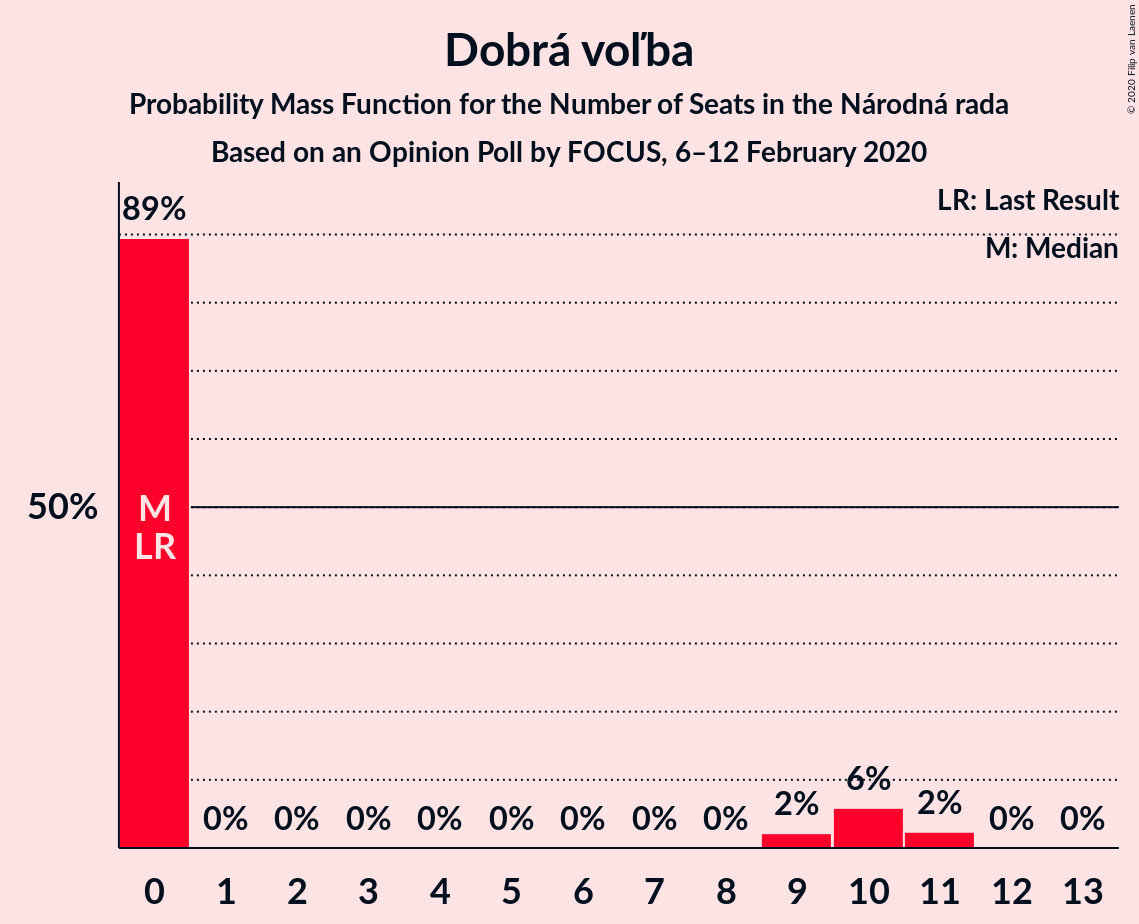 Dobrá voľba
Probability Mass Function for the Number of Seats in the Národná rada
Based on an Opinion Poll by FOCUS, 6–12 February 2020
© 2020 Filip van Laenen
LR: Last Result
M: Median
89%
50%
M
LR
0% 0% 0% 0% 0% 0% 0% 0% 2% 6% 2% 0% 0%
0 1 2 3 4 5 6 7 8 9 10 11 12 13